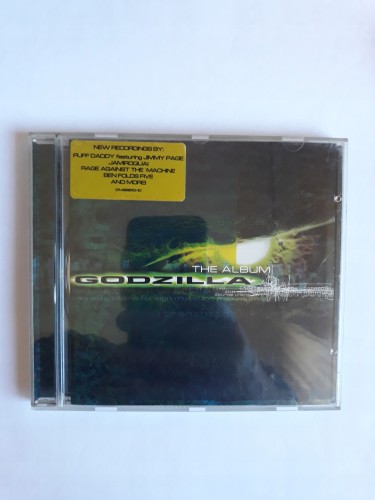 NEW RECORDINGS BY:
PUFF DADDY featuring JIMMY PAGE
JAMIROQUAI
RAGE AGAINST THE MACHINE
BEN FOLDS FIVE
AND MORE!
THE ALBUM
GODZILLA